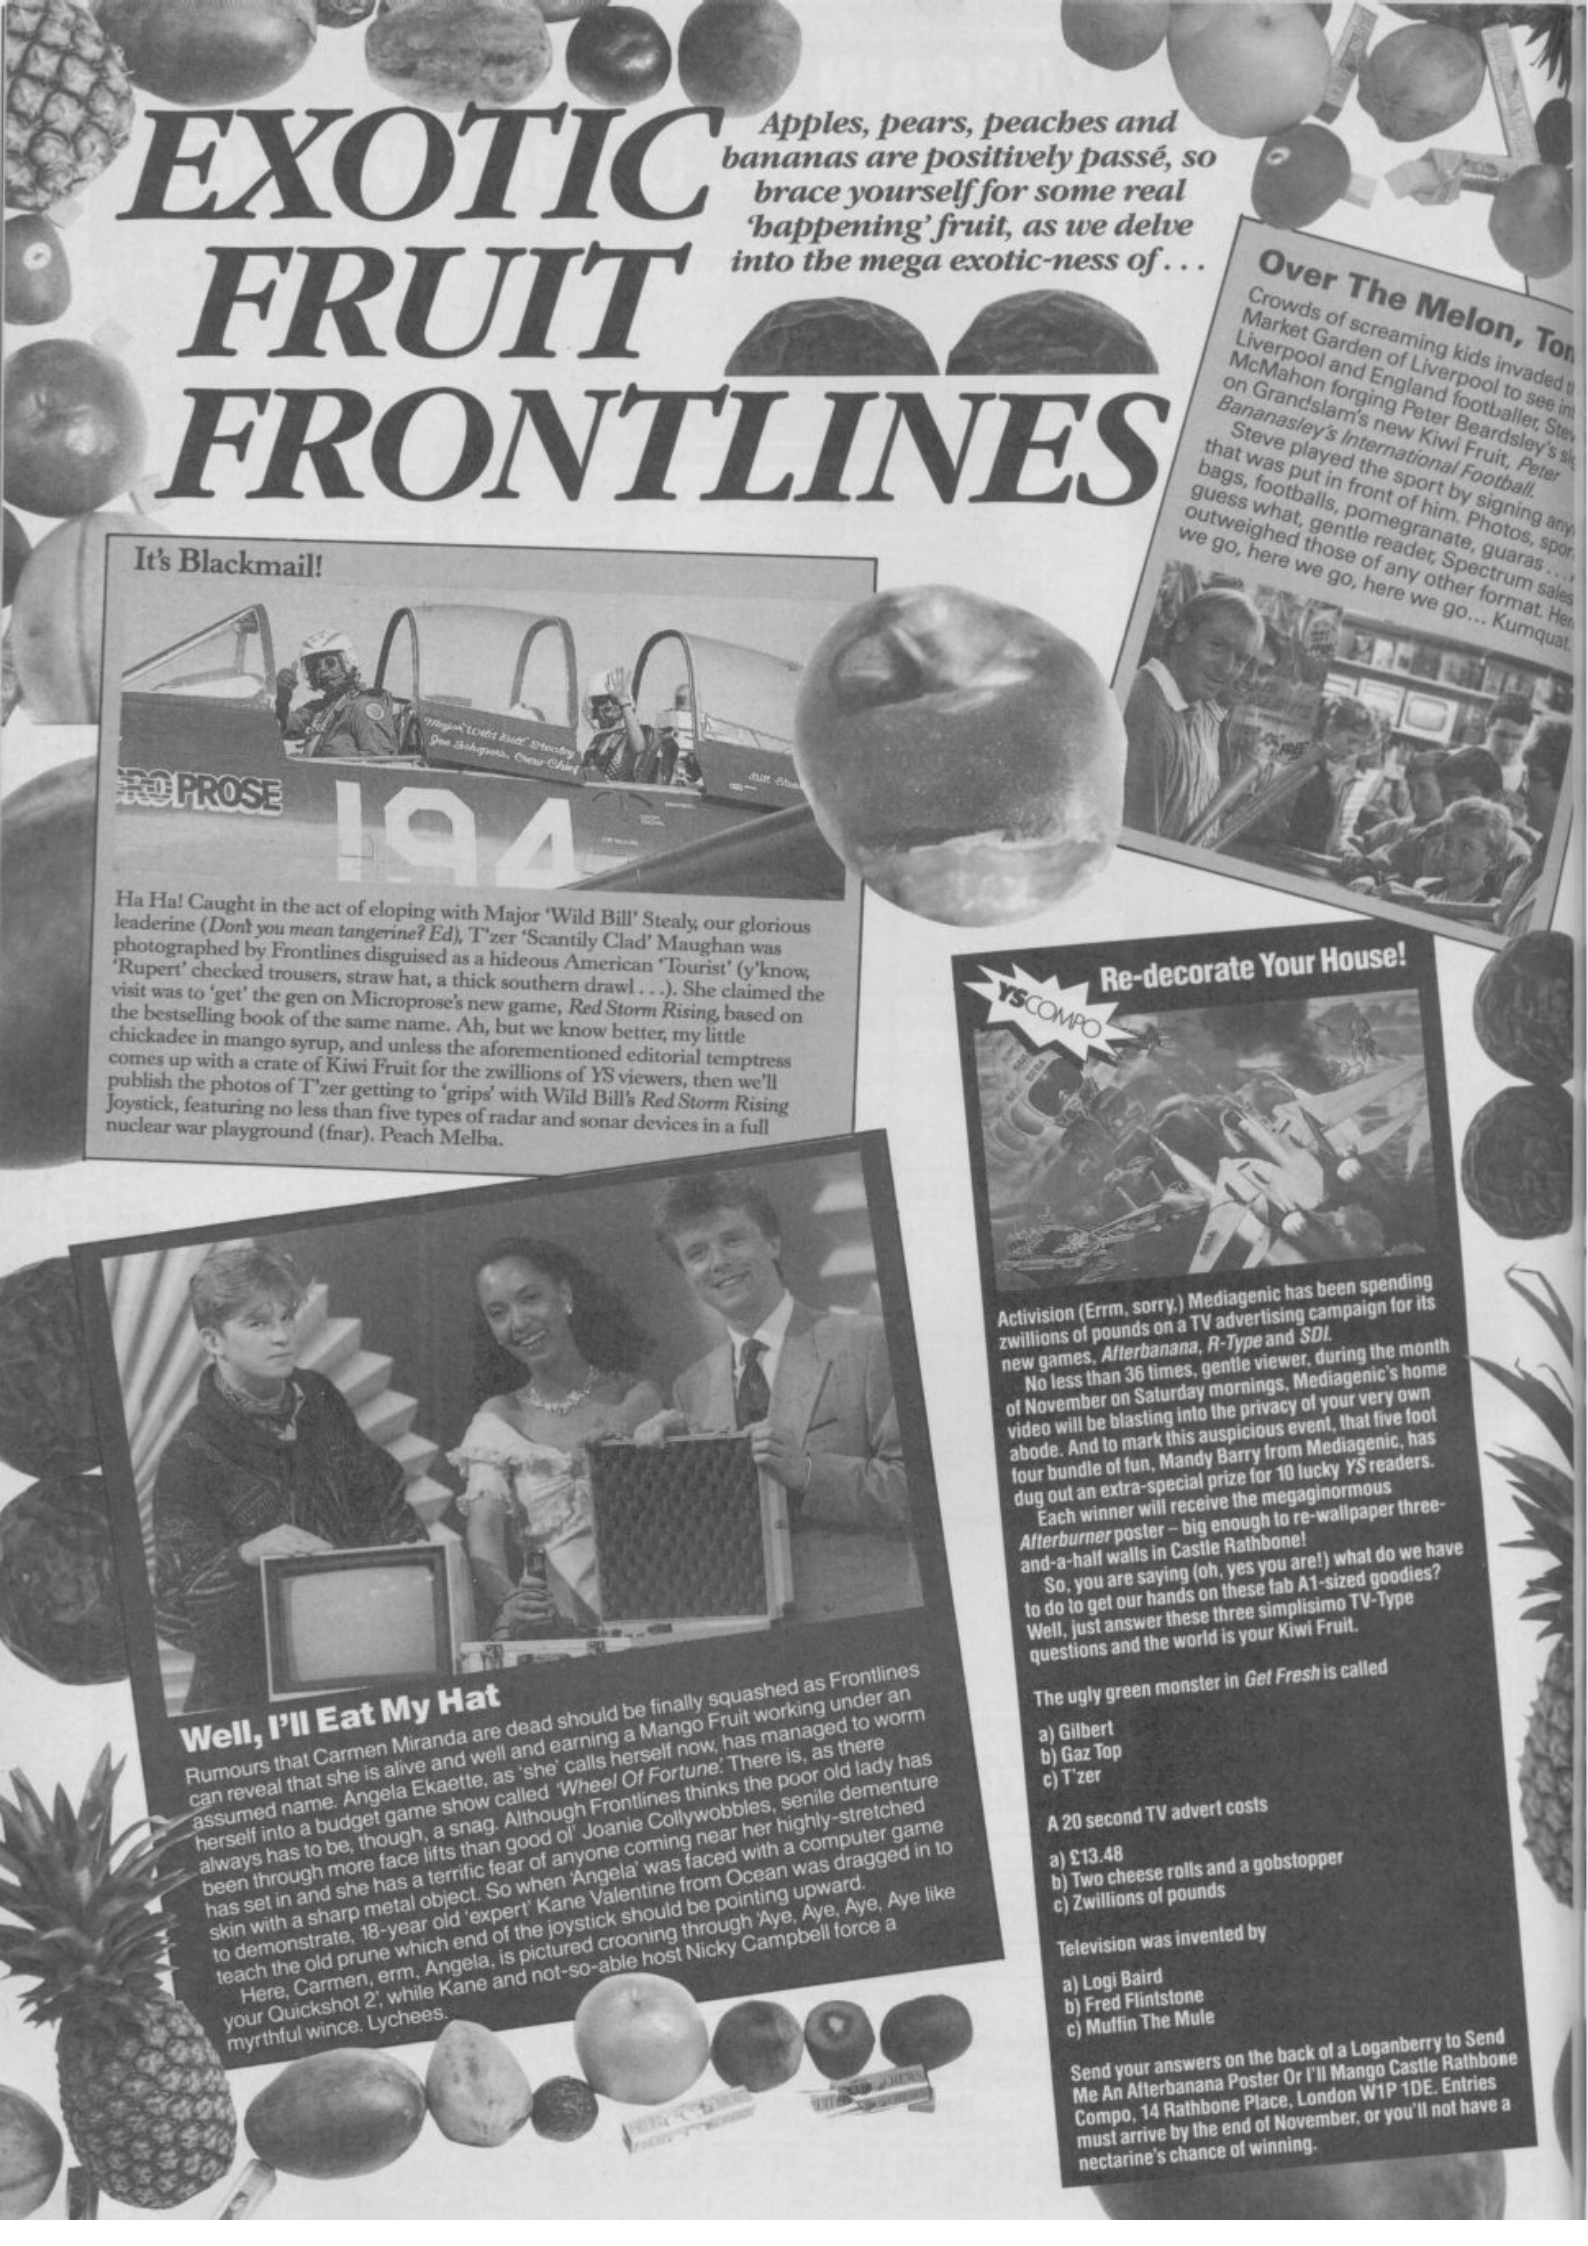 EXOTIC
FRUIT
FRONTLINES
Apples, pears, peaches and
bananas are positively passé, so
brace yourself for some real
'happening' fruit, as we delve
into the mega exotic-ness of...
Over The Melon, Tom
Crowds of screaming kids invaded
Market Garden of Liverpool to see
Liverpool and England footballer,
McMahon forging Peter Beardsley's
on Grandslam's new Kiwi Fruit, Peter
Bananasley's International Football.
Steve played the sport by signing
that was put in front of him. Photos,
bags, footballs, pomegranate, guaras...
guess what, gentle reader, Spectrum sales
outweighed those of any other format.
we go, here we go, here we go... Kumquat.
It's Blackmail!
Major 'Wild Bill' Stealey
Crew Chief
PROSE
194
Ha Ha! Caught in the act of eloping with Major 'Wild Bill' Stealy, our glorious
leaderine (Don't you mean tangerine? Ed), T'zer 'Scantily Clad' Maughan was
photographed by Frontlines disguised as a hideous American 'Tourist' (y'know,
'Rupert' checked trousers, straw hat, a thick southern drawl...). She claimed the
visit was to 'get' the gen on Microprose's new game, Red Storm Rising, based on
the bestselling book of the same name. Ah, but we know better, my little
chickadee in mango syrup, and unless the aforementioned editorial temptress
comes up with a crate of Kiwi Fruit for the zwillions of YS viewers, then we'll
publish the photos of T'zer getting to 'grips' with Wild Bill's Red Storm Rising
Joystick, featuring no less than five types of radar and sonar devices in a full
nuclear war playground (fnar). Peach Melba.
Well, I'll Eat My Hat
Rumours that Carmen Miranda are dead should be finally squashed as Frontlines
can reveal that she is alive and well and earning a Mango Fruit working under an
assumed name. Angela Ekaette, as 'she' calls herself now, has managed to worm
herself into a budget game show called 'Wheel Of Fortune.' There is, as there
always has to be, though, a snag. Although Frontlines thinks the poor old lady has
been through more face lifts than good ol' Joanie Collywobbles, senile dementure
has set in and she has a terrific fear of anyone coming near her highly-stretched
skin with a sharp metal object. So when 'Angela' was faced with a computer game
to demonstrate, 18-year old 'expert' Kane Valentine from Ocean was dragged in to
teach the old prune which end of the joystick should be pointing upward.
Here, Carmen, erm, Angela, is pictured crooning through 'Aye, Aye, Aye, Aye like
your Quickshot 2', while Kane and not-so-able host Nicky Campbell force a
myrthful wince. Lychees.
YS COMPO
Re-decorate Your House!
Activision (Errm, sorry,) Mediagenic has been spending
zwillions of pounds on a TV advertising campaign for its
new games, Afterbanana, R-Type and SDI.
No less than 36 times, gentle viewer, during the month
of November on Saturday mornings, Mediagenic's home
video will be blasting into the privacy of your very own
abode. And to mark this auspicious event, that five foot
four bundle of fun, Mandy Barry from Mediagenic, has
dug out an extra-special prize for 10 lucky YS readers.
Each winner will receive the megaginormous
Afterburner poster – big enough to re-wallpaper three-
and-a-half walls in Castle Rathbone!
So, you are saying (oh, yes you are!) what do we have
to do to get our hands on these fab A1-sized goodies?
Well, just answer these three simplisimo TV-Type
questions and the world is your Kiwi Fruit.
The ugly green monster in Get Fresh is called
a) Gilbert
b) Gaz Top
c) T'zer
A 20 second TV advert costs
a) £13.48
b) Two cheese rolls and a gobstopper
c) Zwillions of pounds
Television was invented by
a) Logi Baird
b) Fred Flintstone
c) Muffin The Mule
Send your answers on the back of a Loganberry to Send
Me An Afterbanana Poster Or I'll Mango Castle Rathbone
Compo, 14 Rathbone Place, London W1P 1DE. Entries
must arrive by the end of November, or you'll not have a
nectarine's chance of winning.